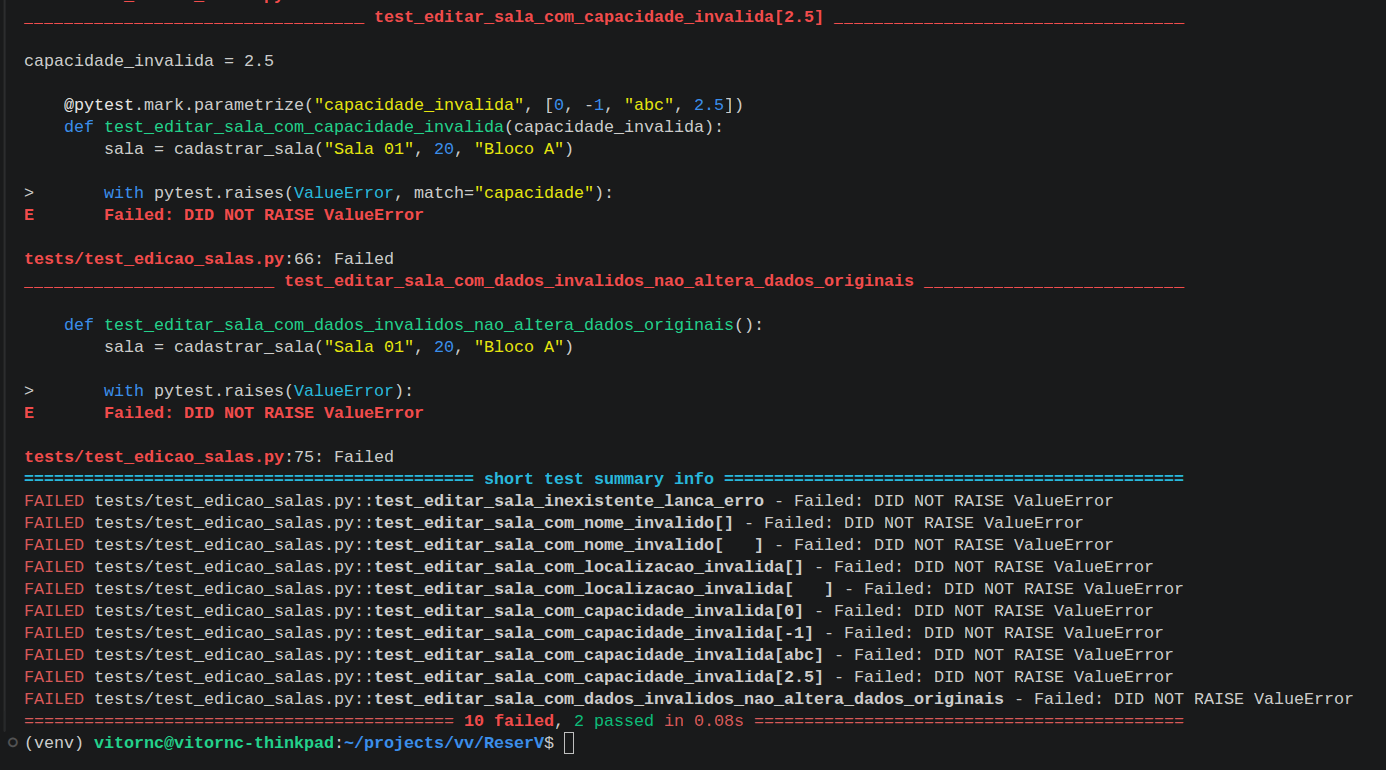 __________________________________ test_editar_sala_com_capacidade_invalida[2.5] ___________________________________
capacidade_invalida = 2.5
    @pytest.mark.parametrize("capacidade_invalida", [0, -1, "abc", 2.5])
    def test_editar_sala_com_capacidade_invalida(capacidade_invalida):
        sala = cadastrar_sala("Sala 01", 20, "Bloco A")
>       with pytest.raises(ValueError, match="capacidade"):
E       Failed: DID NOT RAISE ValueError
tests/test_edicao_salas.py:66: Failed
_________________________ test_editar_sala_com_dados_invalidos_nao_altera_dados_originais __________________________
    def test_editar_sala_com_dados_invalidos_nao_altera_dados_originais():
        sala = cadastrar_sala("Sala 01", 20, "Bloco A")
>       with pytest.raises(ValueError):
E       Failed: DID NOT RAISE ValueError
tests/test_edicao_salas.py:75: Failed
============================================= short test summary info ==============================================
FAILED tests/test_edicao_salas.py::test_editar_sala_inexistente_lanca_erro - Failed: DID NOT RAISE ValueError
FAILED tests/test_edicao_salas.py::test_editar_sala_com_nome_invalido[] - Failed: DID NOT RAISE ValueError
FAILED tests/test_edicao_salas.py::test_editar_sala_com_nome_invalido[   ] - Failed: DID NOT RAISE ValueError
FAILED tests/test_edicao_salas.py::test_editar_sala_com_localizacao_invalida[] - Failed: DID NOT RAISE ValueError
FAILED tests/test_edicao_salas.py::test_editar_sala_com_localizacao_invalida[   ] - Failed: DID NOT RAISE ValueError
FAILED tests/test_edicao_salas.py::test_editar_sala_com_capacidade_invalida[0] - Failed: DID NOT RAISE ValueError
FAILED tests/test_edicao_salas.py::test_editar_sala_com_capacidade_invalida[-1] - Failed: DID NOT RAISE ValueError
FAILED tests/test_edicao_salas.py::test_editar_sala_com_capacidade_invalida[abc] - Failed: DID NOT RAISE ValueError
FAILED tests/test_edicao_salas.py::test_editar_sala_com_capacidade_invalida[2.5] - Failed: DID NOT RAISE ValueError
FAILED tests/test_edicao_salas.py::test_editar_sala_com_dados_invalidos_nao_altera_dados_originais - Failed: DID NOT RAISE ValueError
=========================================== 10 failed, 2 passed in 0.08s ===========================================
(venv) vitornc@vitornc-thinkpad:~/projects/vv/ReserV$